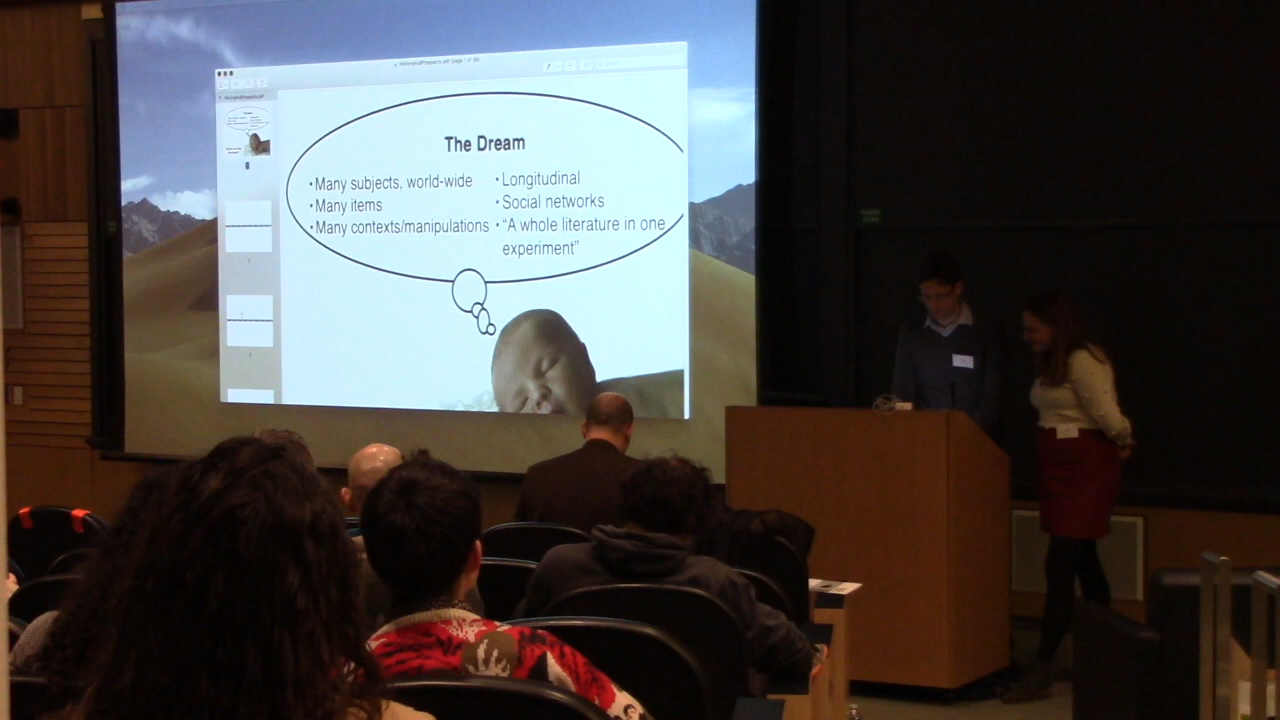 The Dream
• Many subjects, world-wide
• Many items
• Many contexts/manipulations
• Longitudinal
• Social networks
• "A whole literature in one
experiment"